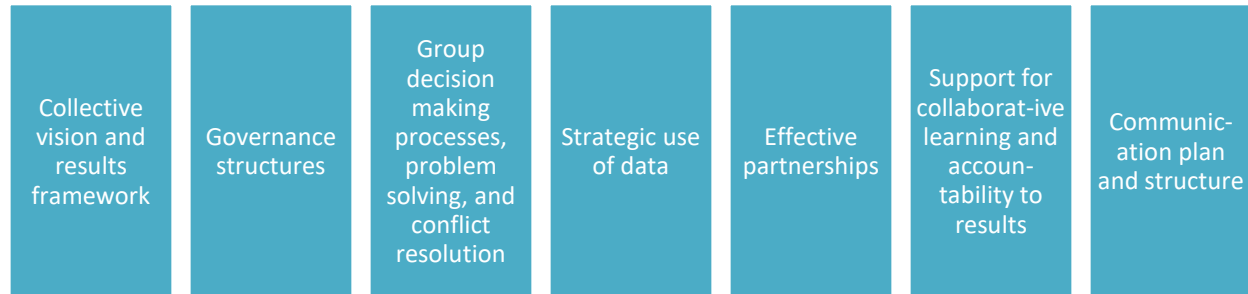 Collective
vision and
results
framework
Governance
structures
Group
decision
making
processes,
problem
solving, and
conflict
resolution
Strategic use
of data
Effective
partnerships
Support for
collaborat-ive
learning and
accoun-
tability to
results
Communic-
ation plan
and structure